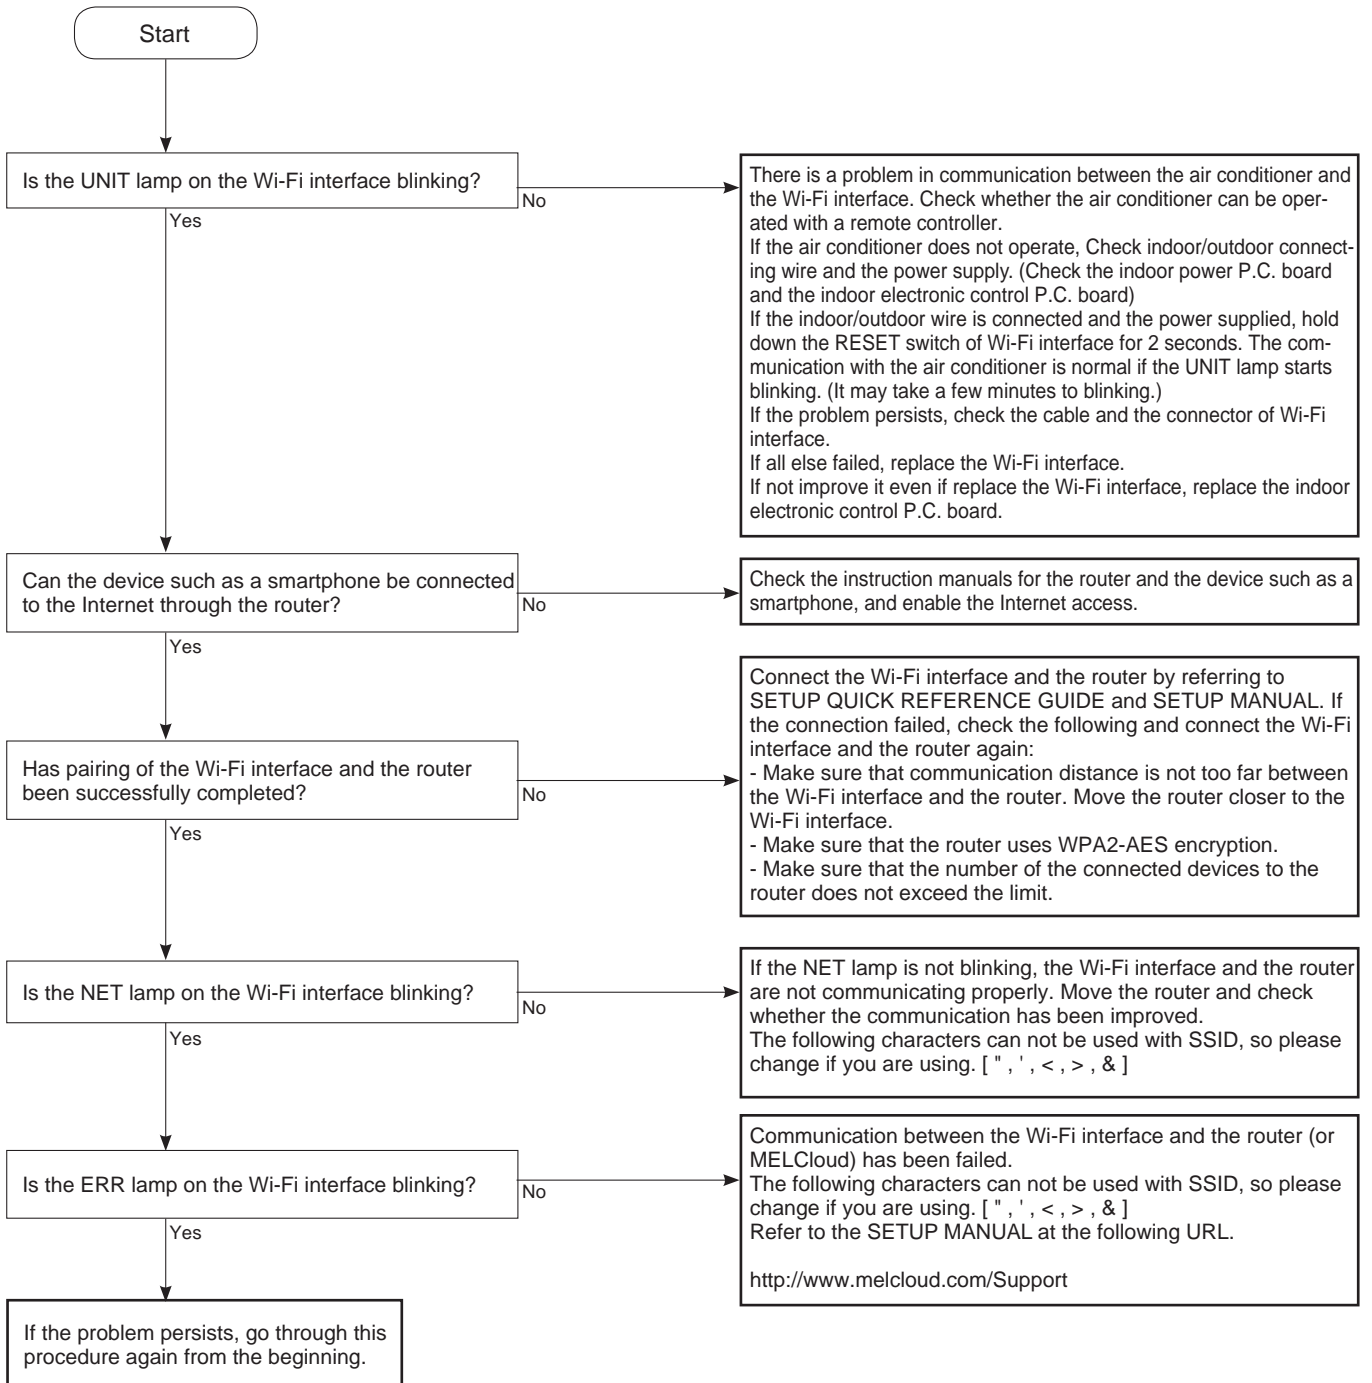 Start
Is the UNIT lamp on the Wi-Fi interface blinking?
No
Yes
There is a problem in communication between the air conditioner and
the Wi-Fi interface. Check whether the air conditioner can be oper-
ated with a remote controller.
If the air conditioner does not operate, Check indoor/outdoor connect-
ing wire and the power supply. (Check the indoor power P.C. board
and the indoor electronic control P.C. board)
If the indoor/outdoor wire is connected and the power supplied, hold
down the RESET switch of Wi-Fi interface for 2 seconds. The com-
munication with the air conditioner is normal if the UNIT lamp starts
blinking. (It may take a few minutes to blinking.)
If the problem persists, check the cable and the connector of Wi-Fi
interface.
If all else failed, replace the Wi-Fi interface.
If not improve it even if replace the Wi-Fi interface, replace the indoor
electronic control P.C. board.
Can the device such as a smartphone be connected
to the Internet through the router?
No
Yes
Check the instruction manuals for the router and the device such as a
smartphone, and enable the Internet access.
Has pairing of the Wi-Fi interface and the router
been successfully completed?
No
Yes
Connect the Wi-Fi interface and the router by referring to
SETUP QUICK REFERENCE GUIDE and SETUP MANUAL. If
the connection failed, check the following and connect the Wi-Fi
interface and the router again:
- Make sure that communication distance is not too far between
the Wi-Fi interface and the router. Move the router closer to the
Wi-Fi interface.
- Make sure that the router uses WPA2-AES encryption.
- Make sure that the number of the connected devices to the
router does not exceed the limit.
Is the NET lamp on the Wi-Fi interface blinking?
No
Yes
If the NET lamp is not blinking, the Wi-Fi interface and the router
are not communicating properly. Move the router and check
whether the communication has been improved.
The following characters can not be used with SSID, so please
change if you are using. [ " , ' , < , > , & ]
Is the ERR lamp on the Wi-Fi interface blinking?
No
Yes
Communication between the Wi-Fi interface and the router (or
MELCloud) has been failed.
The following characters can not be used with SSID, so please
change if you are using. [ " , ' , < , > , & ]
Refer to the SETUP MANUAL at the following URL.
http://www.melcloud.com/Support
If the problem persists, go through this
procedure again from the beginning.